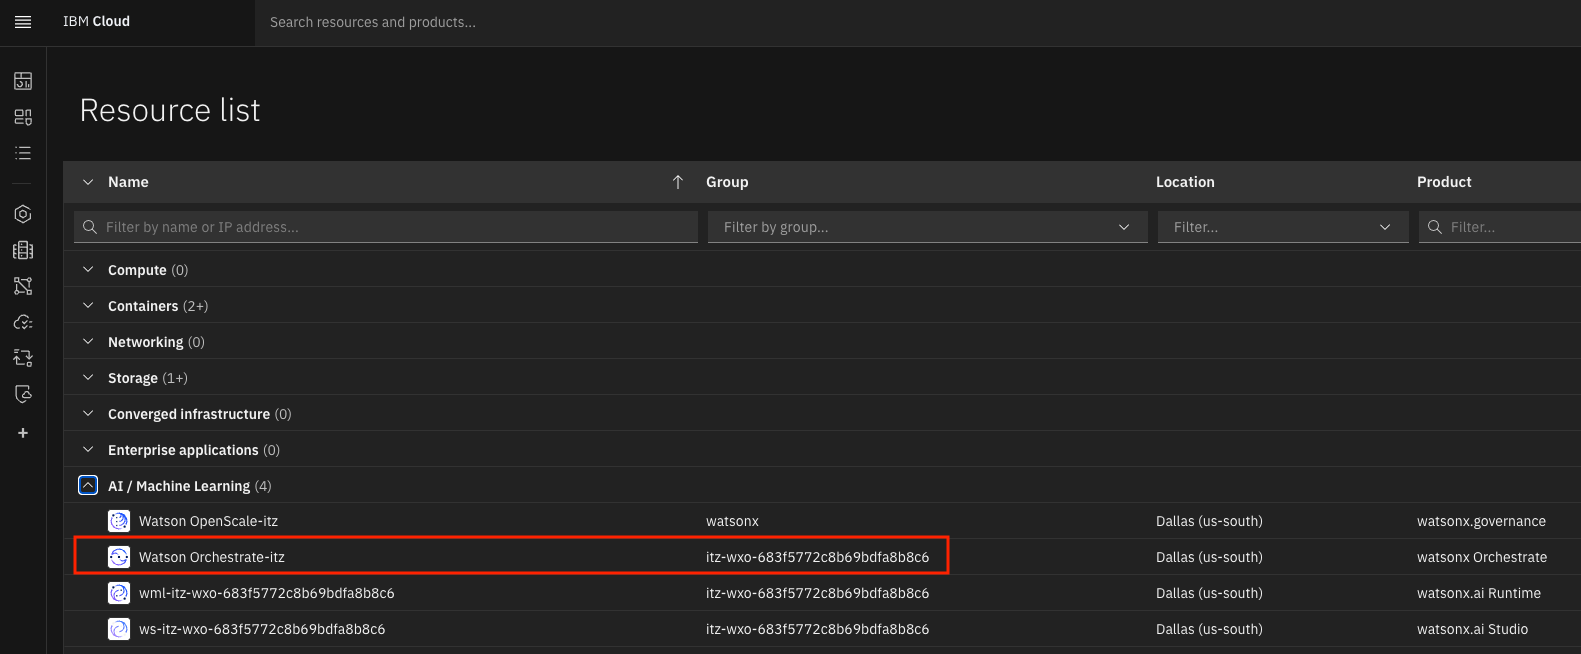 IBM Cloud
Search resources and products...
Resource list
Name Group Location Product
Filter by name or IP address... Filter by group... Filter... Filter...
Compute (0)
Containers (2+)
Networking (0)
Storage (1+)
Converged infrastructure (0)
Enterprise applications (0)
AI / Machine Learning (4)
Watson OpenScale-itz watsonx Dallas (us-south) watsonx.governance
Watson Orchestrate-itz itz-wxo-683f5772c8b69bdfa8b8c6 Dallas (us-south) watsonx Orchestrate
wml-itz-wxo-683f5772c8b69bdfa8b8c6 itz-wxo-683f5772c8b69bdfa8b8c6 Dallas (us-south) watsonx.ai Runtime
ws-itz-wxo-683f5772c8b69bdfa8b8c6 itz-wxo-683f5772c8b69bdfa8b8c6 Dallas (us-south) watsonx.ai Studio